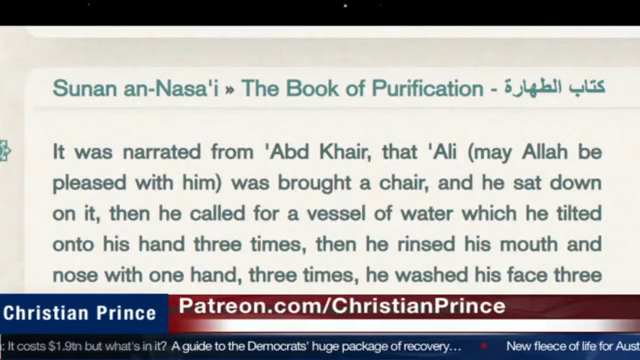 Sunan an-Nasa'i » The Book of Purification - كتاب الطهارة
It was narrated from 'Abd Khair, that 'Ali (may Allah be
pleased with him) was brought a chair, and he sat down
on it, then he called for a vessel of water which he tilted
onto his hand three times, then he rinsed his mouth and
nose with one hand, three times, he washed his face three
Christian Prince
Patreon.com/ChristianPrince
: It costs $1.9tn but what's in it? A guide to the Democrats' huge package of recovery… New fleece of life for Aust